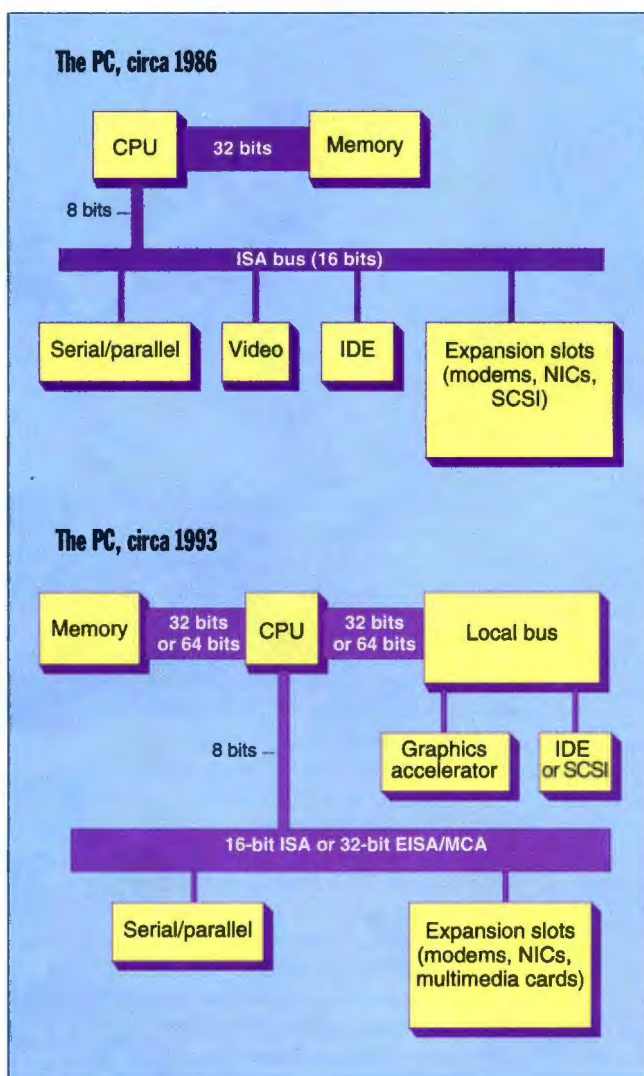 The PC, circa 1986
CPU
32 bits
Memory
8 bits
ISA bus (16 bits)
Serial/parallel
Video
IDE
Expansion slots
(modems, NICs,
SCSI)
The PC, circa 1993
Memory
32 bits
or 64 bits
CPU
32 bits
or 64 bits
Local bus
8 bits
Graphics
accelerator
IDE
or SCSI
16-bit ISA or 32-bit EISA/MCA
Serial/parallel
Expansion slots
(modems, NICs,
multimedia cards)